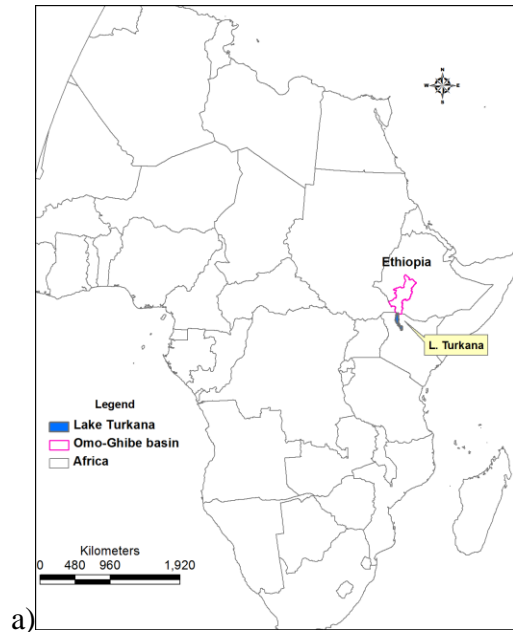 N
W E
S
Ethiopia
L. Turkana
Legend
Lake Turkana
Omo-Ghibe basin
Africa
Kilometers
0 480 960 1,920
a)